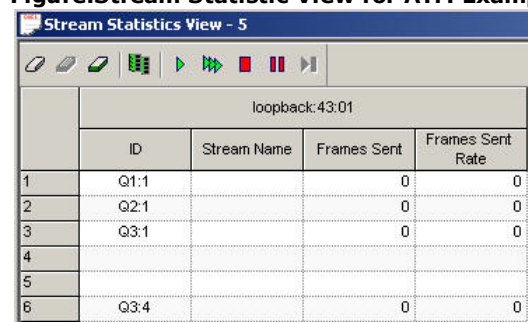 Figure:Stream Statistic View for ATM Exam
Stream Statistics View - 5
loopback:43:01
ID Stream Name Frames Sent Frames Sent Rate
1 Q1:1 0 0
2 Q2:1 0 0
3 Q3:1 0 0
4
5
6 Q3:4 0 0